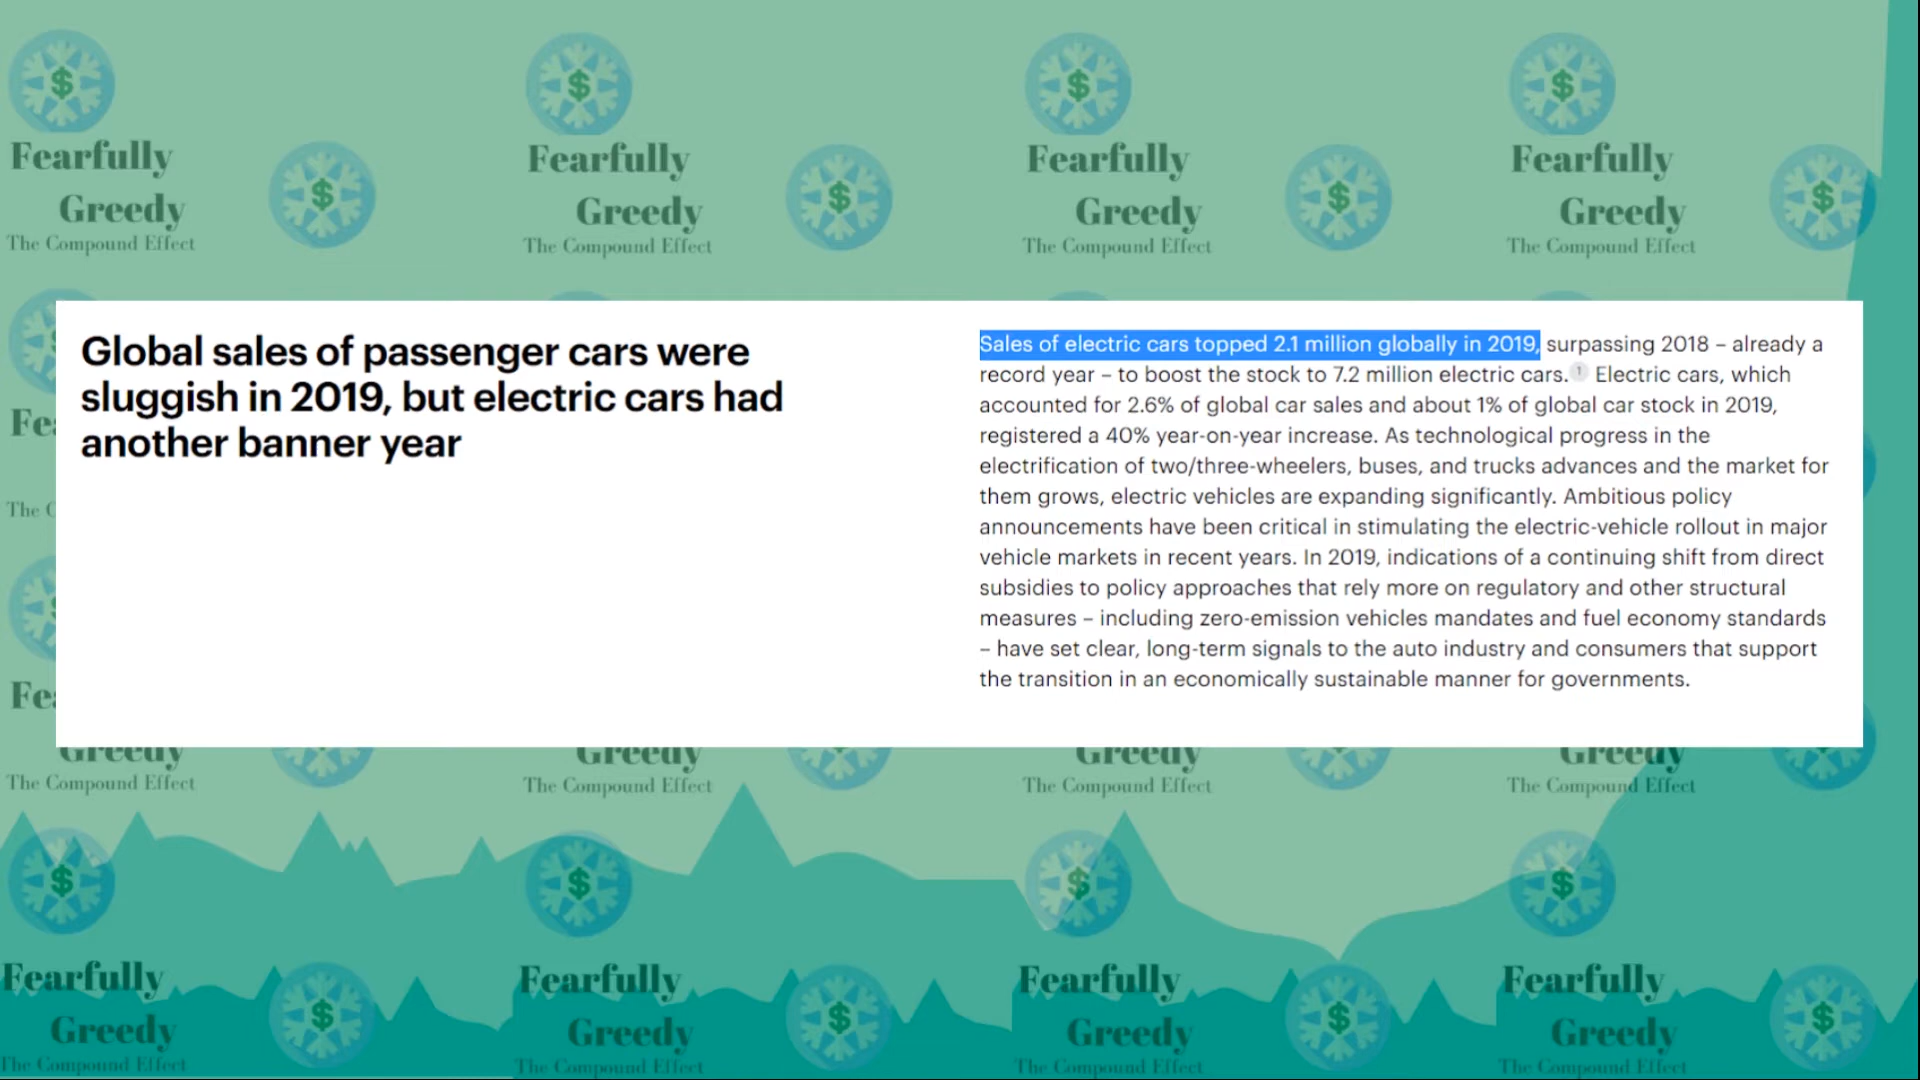 Fearfully
Greedy
The Compound Effect
Fearfully
Greedy
The Compound Effect
Fearfully
Greedy
The Compound Effect
Fearfully
Greedy
The Compound Effect
Global sales of passenger cars were
sluggish in 2019, but electric cars had
another banner year
Sales of electric cars topped 2.1 million globally in 2019, surpassing 2018 – already a
record year – to boost the stock to 7.2 million electric cars.1 Electric cars, which
accounted for 2.6% of global car sales and about 1% of global car stock in 2019,
registered a 40% year-on-year increase. As technological progress in the
electrification of two/three-wheelers, buses, and trucks advances and the market for
them grows, electric vehicles are expanding significantly. Ambitious policy
announcements have been critical in stimulating the electric-vehicle rollout in major
vehicle markets in recent years. In 2019, indications of a continuing shift from direct
subsidies to policy approaches that rely more on regulatory and other structural
measures – including zero-emission vehicles mandates and fuel economy standards
– have set clear, long-term signals to the auto industry and consumers that support
the transition in an economically sustainable manner for governments.
Greedy
The Compound Effect
Greedy
The Compound Effect
Greedy
The Compound Effect
Greedy
The Compound Effect
Fearfully
Greedy
The Compound Effect
Fearfully
Greedy
The Compound Effect
Fearfully
Greedy
The Compound Effect
Fearfully
Greedy
The Compound Effect